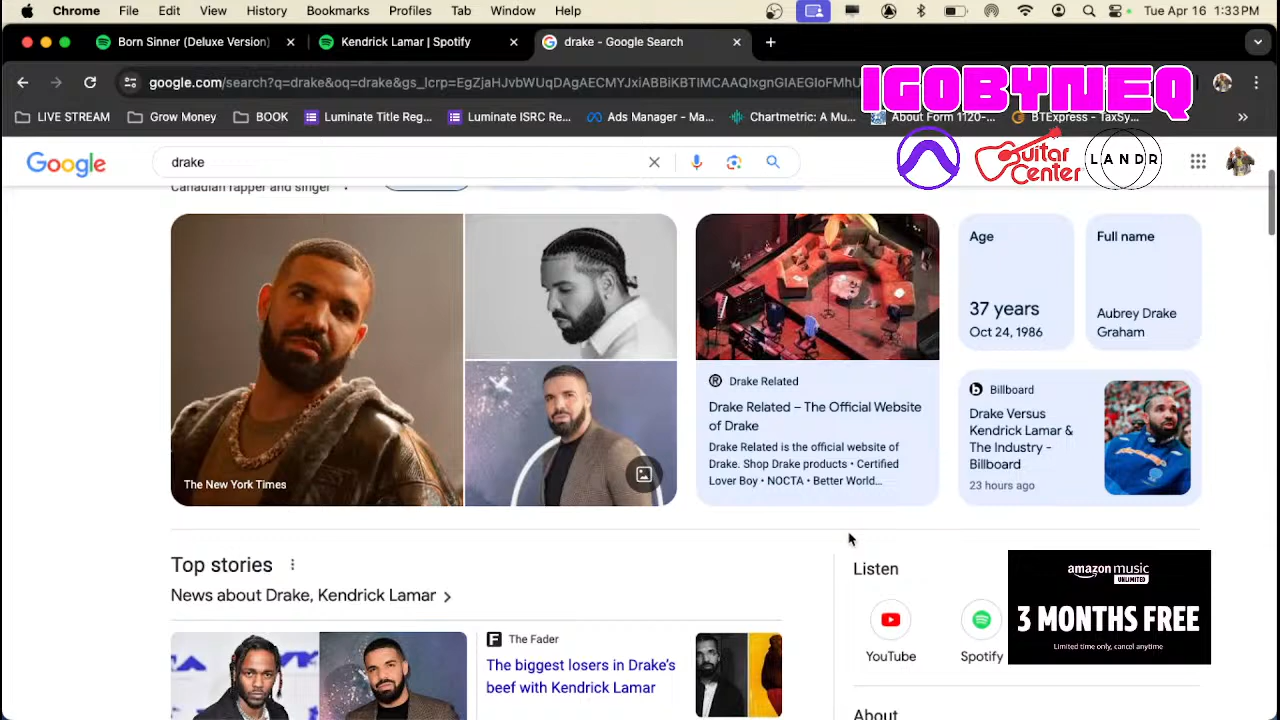 Chrome File Edit View History Bookmarks Profiles Tab Window Help Tue Apr 16 1:33 PM
Born Sinner (Deluxe Version) Kendrick Lamar | Spotify drake - Google Search
google.com/search?q=drake&oq=drake&gs_lcrp=
IGOBYNEQ
LIVE STREAM Grow Money BOOK Luminate Title Reg... Luminate ISRC Re... Ads Manager - Ma... Chartmetric: A Mu... About Form 1120-... BTExpress - TaxSy...
Google drake
Guitar Center
LANDR
Canadian rapper and singer
The New York Times
Drake Related
Drake Related – The Official Website
of Drake
Drake Related is the official website of
Drake. Shop Drake products • Certified
Lover Boy • NOCTA • Better World...
Age
37 years
Oct 24, 1986
Full name
Aubrey Drake
Graham
Billboard
Drake Versus
Kendrick Lamar &
The Industry -
Billboard
23 hours ago
Top stories
News about Drake, Kendrick Lamar
The Fader
The biggest losers in Drake's
beef with Kendrick Lamar
Listen
YouTube
Spotify
amazon music
UNLIMITED
3 MONTHS FREE
Limited time only, cancel anytime
About